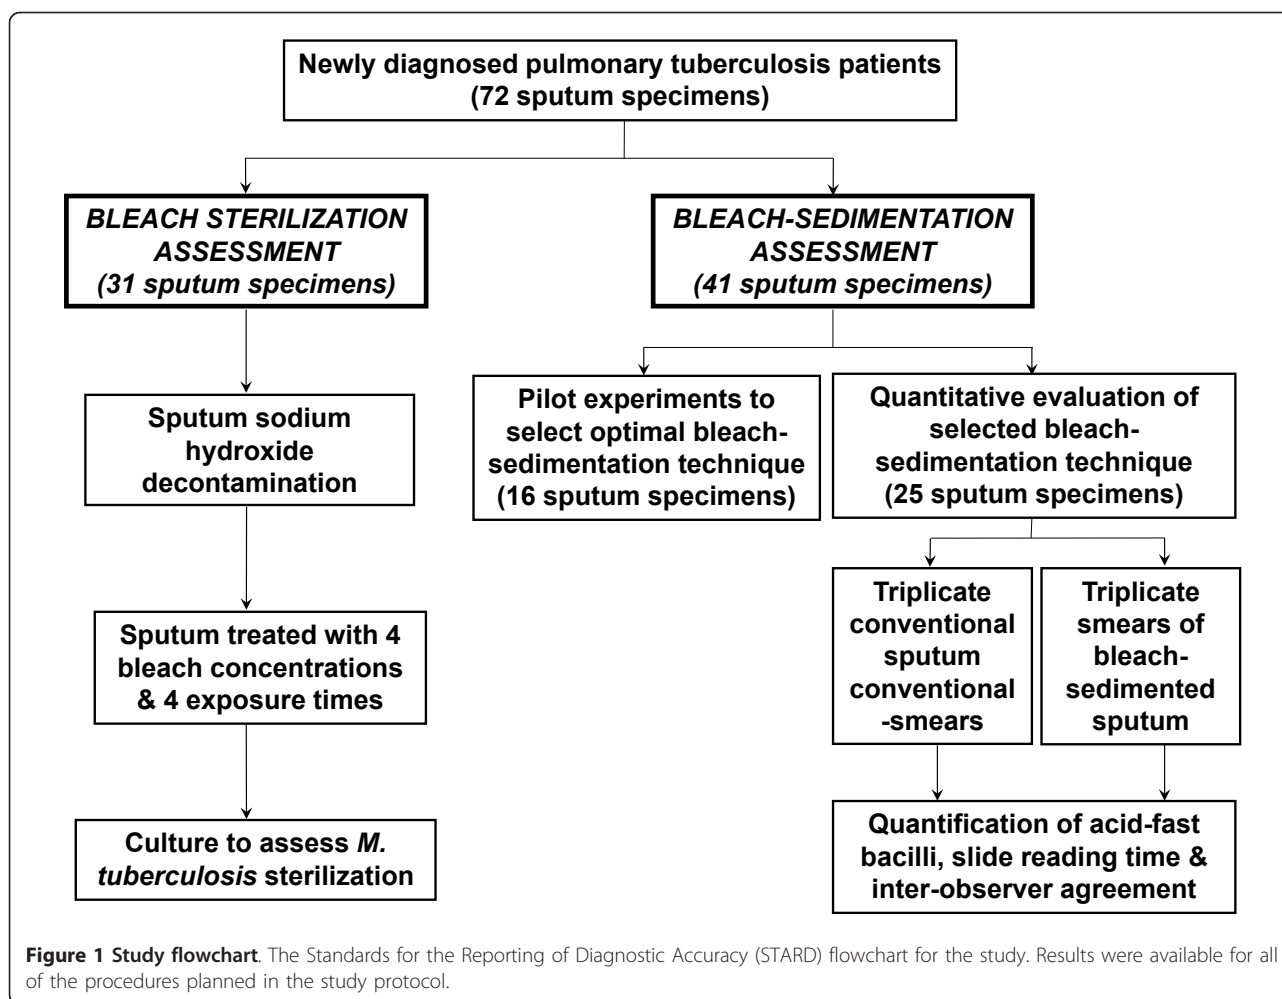 Newly diagnosed pulmonary tuberculosis patients
(72 sputum specimens)
BLEACH STERILIZATION
ASSESSMENT
(31 sputum specimens)
BLEACH-SEDIMENTATION
ASSESSMENT
(41 sputum specimens)
Sputum sodium
hydroxide
decontamination
Pilot experiments to
select optimal bleach-
sedimentation technique
(16 sputum specimens)
Quantitative evaluation of
selected bleach-
sedimentation technique
(25 sputum specimens)
Sputum treated with 4
bleach concentrations
& 4 exposure times
Triplicate
conventional
sputum
conventional
-smears
Triplicate
smears of
bleach-
sedimented
sputum
Culture to assess M.
tuberculosis sterilization
Quantification of acid-fast
bacilli, slide reading time &
inter-observer agreement
Figure 1 Study flowchart. The Standards for the Reporting of Diagnostic Accuracy (STARD) flowchart for the study. Results were available for all
of the procedures planned in the study protocol.